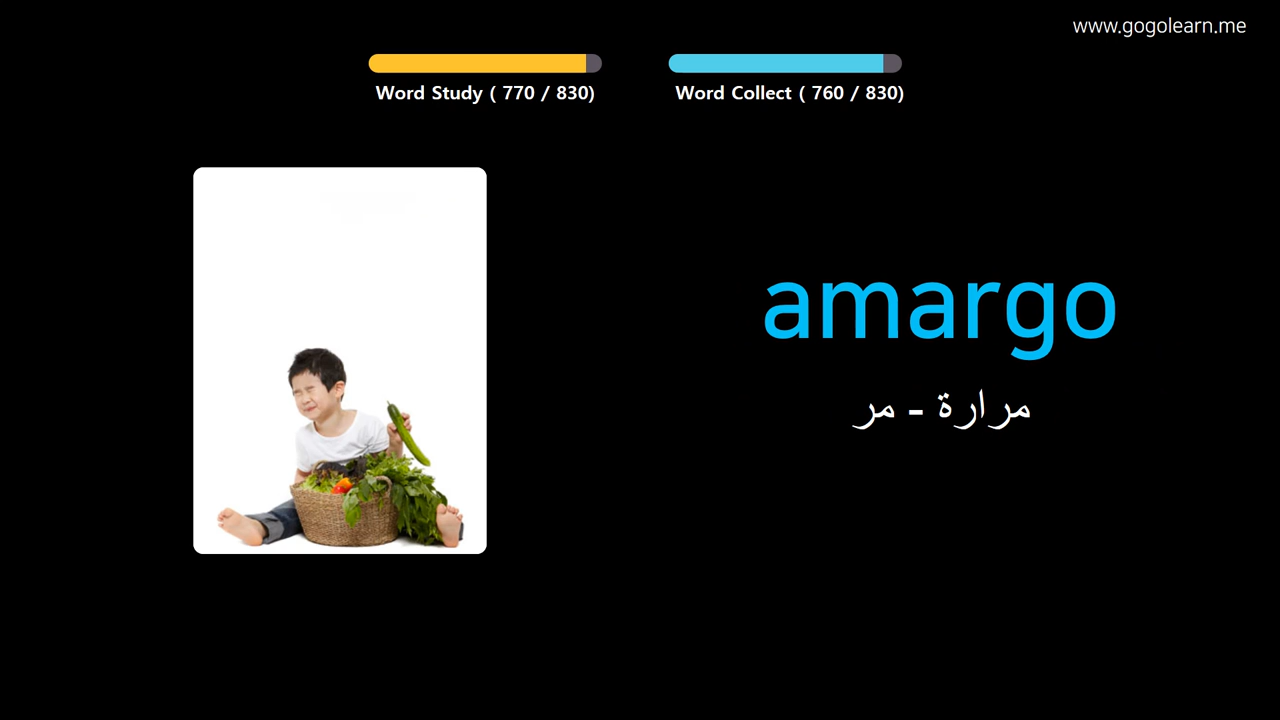 www.gogolearn.me
Word Study ( 770 / 830)
Word Collect ( 760 / 830)
amargo
مرارة - مر